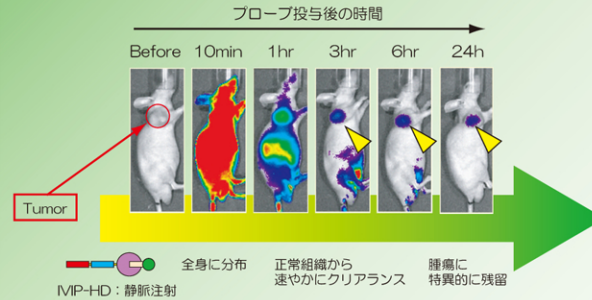 プローブ投与後の時間
Before 10min 1hr 3hr 6hr 24h
Tumor
全身に分布
正常組織から
速やかにクリアランス
腫瘍に
特異的に残留
IVIP-HD：静脈注射